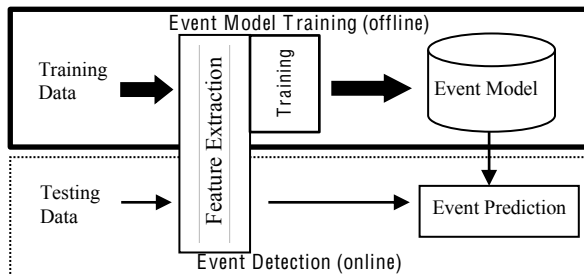 Event Model Training (offline)
Training
Data
Feature Extraction
Training
Event Model
Testing
Data
Event Prediction
Event Detection (online)